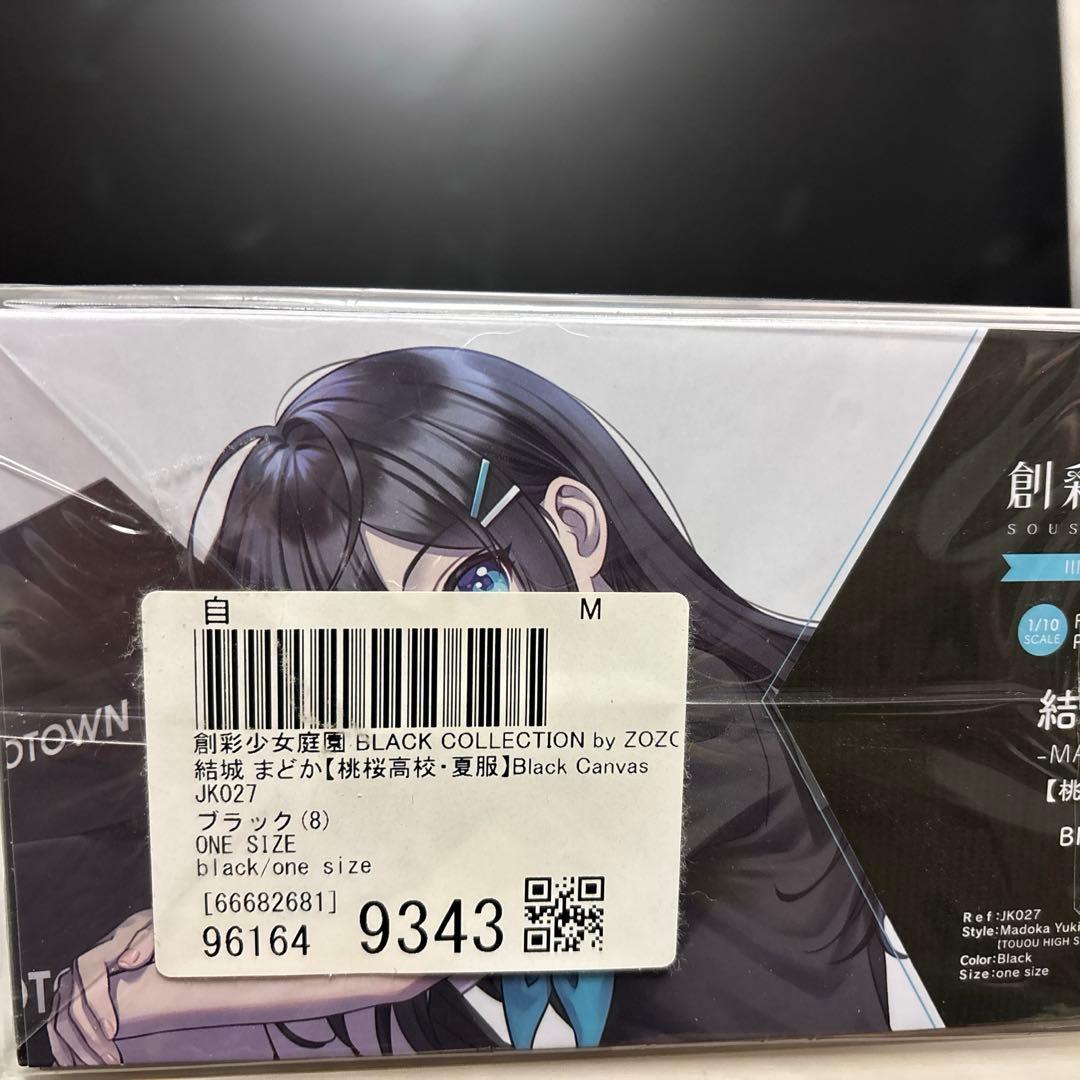 創彩
SOUS
1/10
SCALE
結
-MA
【桃
Ref:JK027
Style:Madoka Yuki
[TOUOU HIGH S
Color:Black
Size:one size
OTOWN
OT
自 M
創彩少女庭園 BLACK COLLECTION by ZOZO
結城 まどか【桃桜高校・夏服】Black Canvas
JK027
ブラック(8)
ONE SIZE
black/one size
[66682681]
96164 9343